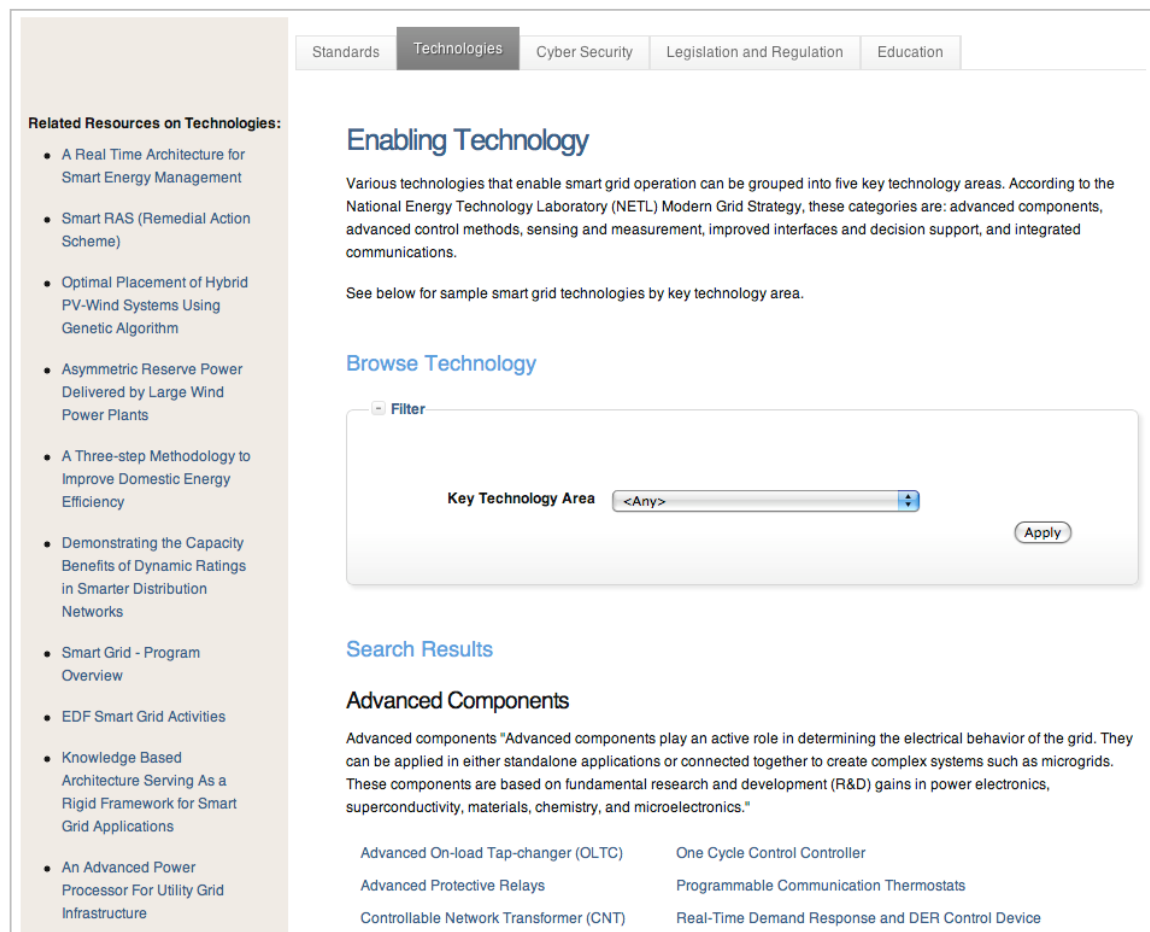 Standards
Technologies
Cyber Security
Legislation and Regulation
Education
Related Resources on Technologies:
A Real Time Architecture for
Smart Energy Management
Smart RAS (Remedial Action
Scheme)
Optimal Placement of Hybrid
PV-Wind Systems Using
Genetic Algorithm
Asymmetric Reserve Power
Delivered by Large Wind
Power Plants
A Three-step Methodology to
Improve Domestic Energy
Efficiency
Demonstrating the Capacity
Benefits of Dynamic Ratings
in Smarter Distribution
Networks
Smart Grid - Program
Overview
EDF Smart Grid Activities
Knowledge Based
Architecture Serving As a
Rigid Framework for Smart
Grid Applications
An Advanced Power
Processor For Utility Grid
Infrastructure
Enabling Technology
Various technologies that enable smart grid operation can be grouped into five key technology areas. According to the
National Energy Technology Laboratory (NETL) Modern Grid Strategy, these categories are: advanced components,
advanced control methods, sensing and measurement, improved interfaces and decision support, and integrated
communications.
See below for sample smart grid technologies by key technology area.
Browse Technology
Filter
Key Technology Area
<Any>
Apply
Search Results
Advanced Components
Advanced components "Advanced components play an active role in determining the electrical behavior of the grid. They
can be applied in either standalone applications or connected together to create complex systems such as microgrids.
These components are based on fundamental research and development (R&D) gains in power electronics,
superconductivity, materials, chemistry, and microelectronics."
Advanced On-load Tap-changer (OLTC)
One Cycle Control Controller
Advanced Protective Relays
Programmable Communication Thermostats
Controllable Network Transformer (CNT)
Real-Time Demand Response and DER Control Device